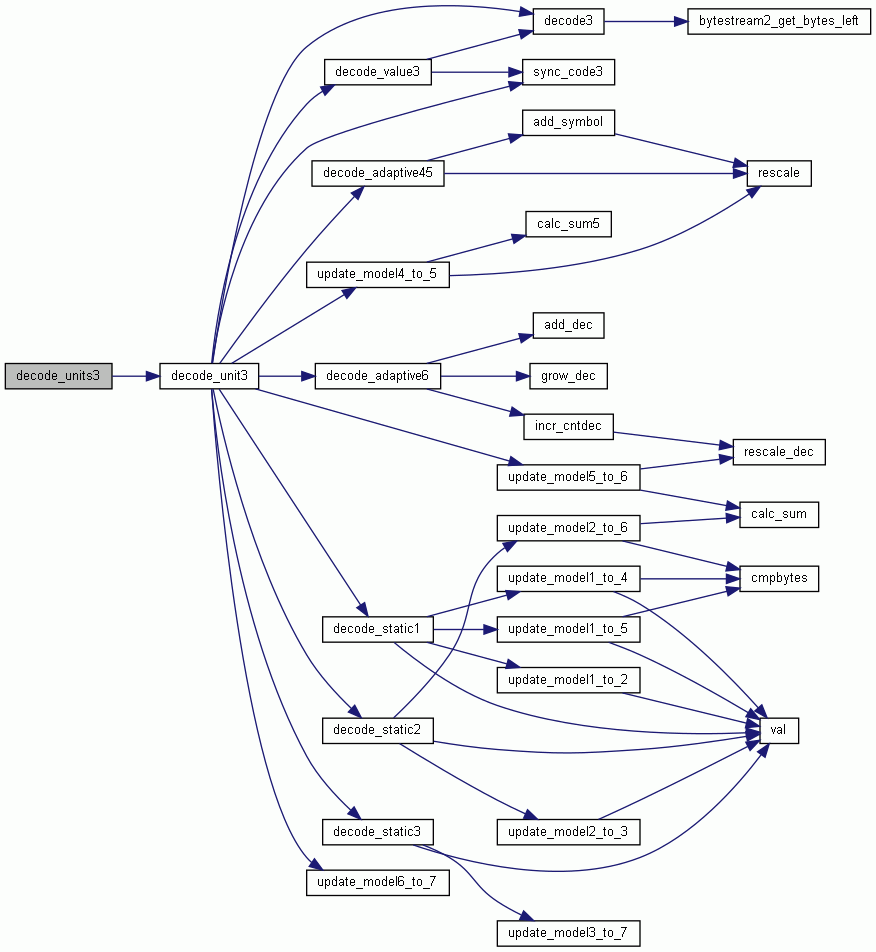 decode3
bytestream2_get_bytes_left
decode_value3
sync_code3
add_symbol
decode_adaptive45
rescale
calc_sum5
update_model4_to_5
add_dec
decode_units3
decode_unit3
decode_adaptive6
grow_dec
incr_cntdec
rescale_dec
update_model5_to_6
calc_sum
update_model2_to_6
update_model1_to_4
cmpbytes
decode_static1
update_model1_to_5
update_model1_to_2
decode_static2
val
decode_static3
update_model2_to_3
update_model6_to_7
update_model3_to_7